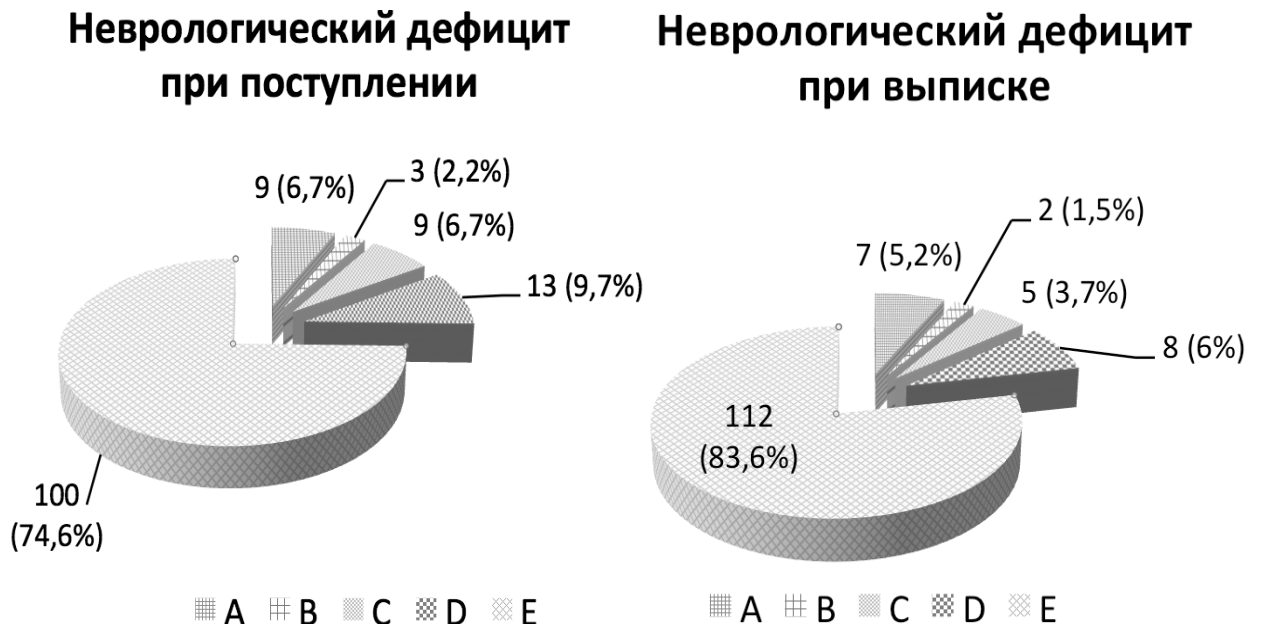 Неврологический дефицит
при поступлении
9 (6,7%)
3 (2,2%)
9 (6,7%)
13 (9,7%)
100
(74,6%)
A B C D E
Неврологический дефицит
при выписке
7 (5,2%)
2 (1,5%)
5 (3,7%)
8 (6%)
112
(83,6%)
A B C D E